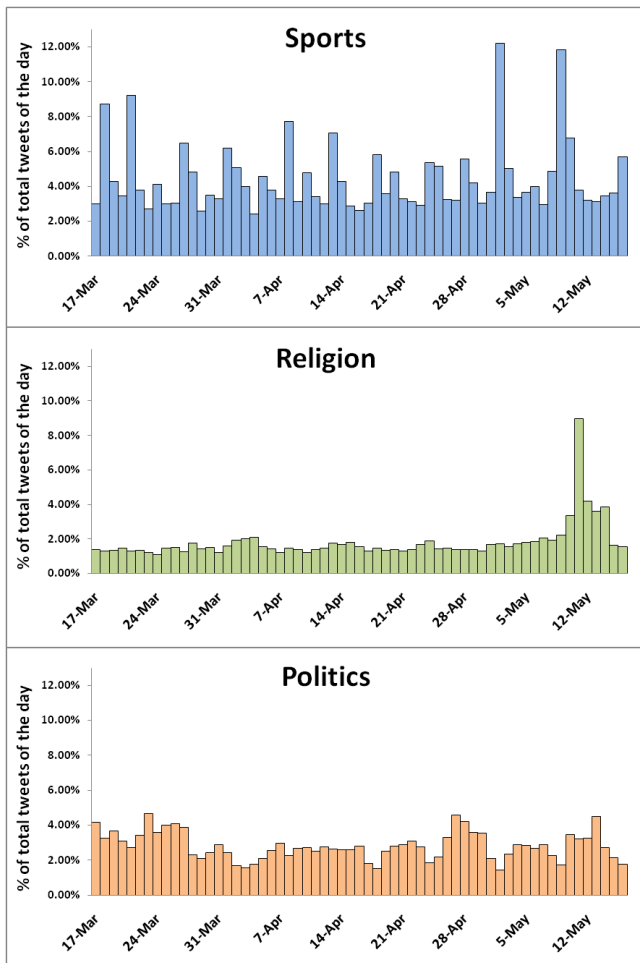 Sports
% of total tweets of the day
12.00%
10.00%
8.00%
6.00%
4.00%
2.00%
0.00%
17-Mar 24-Mar 31-Mar 7-Apr 14-Apr 21-Apr 28-Apr 5-May 12-May
Religion
% of total tweets of the day
12.00%
10.00%
8.00%
6.00%
4.00%
2.00%
0.00%
17-Mar 24-Mar 31-Mar 7-Apr 14-Apr 21-Apr 28-Apr 5-May 12-May
Politics
% of total tweets of the day
12.00%
10.00%
8.00%
6.00%
4.00%
2.00%
0.00%
17-Mar 24-Mar 31-Mar 7-Apr 14-Apr 21-Apr 28-Apr 5-May 12-May